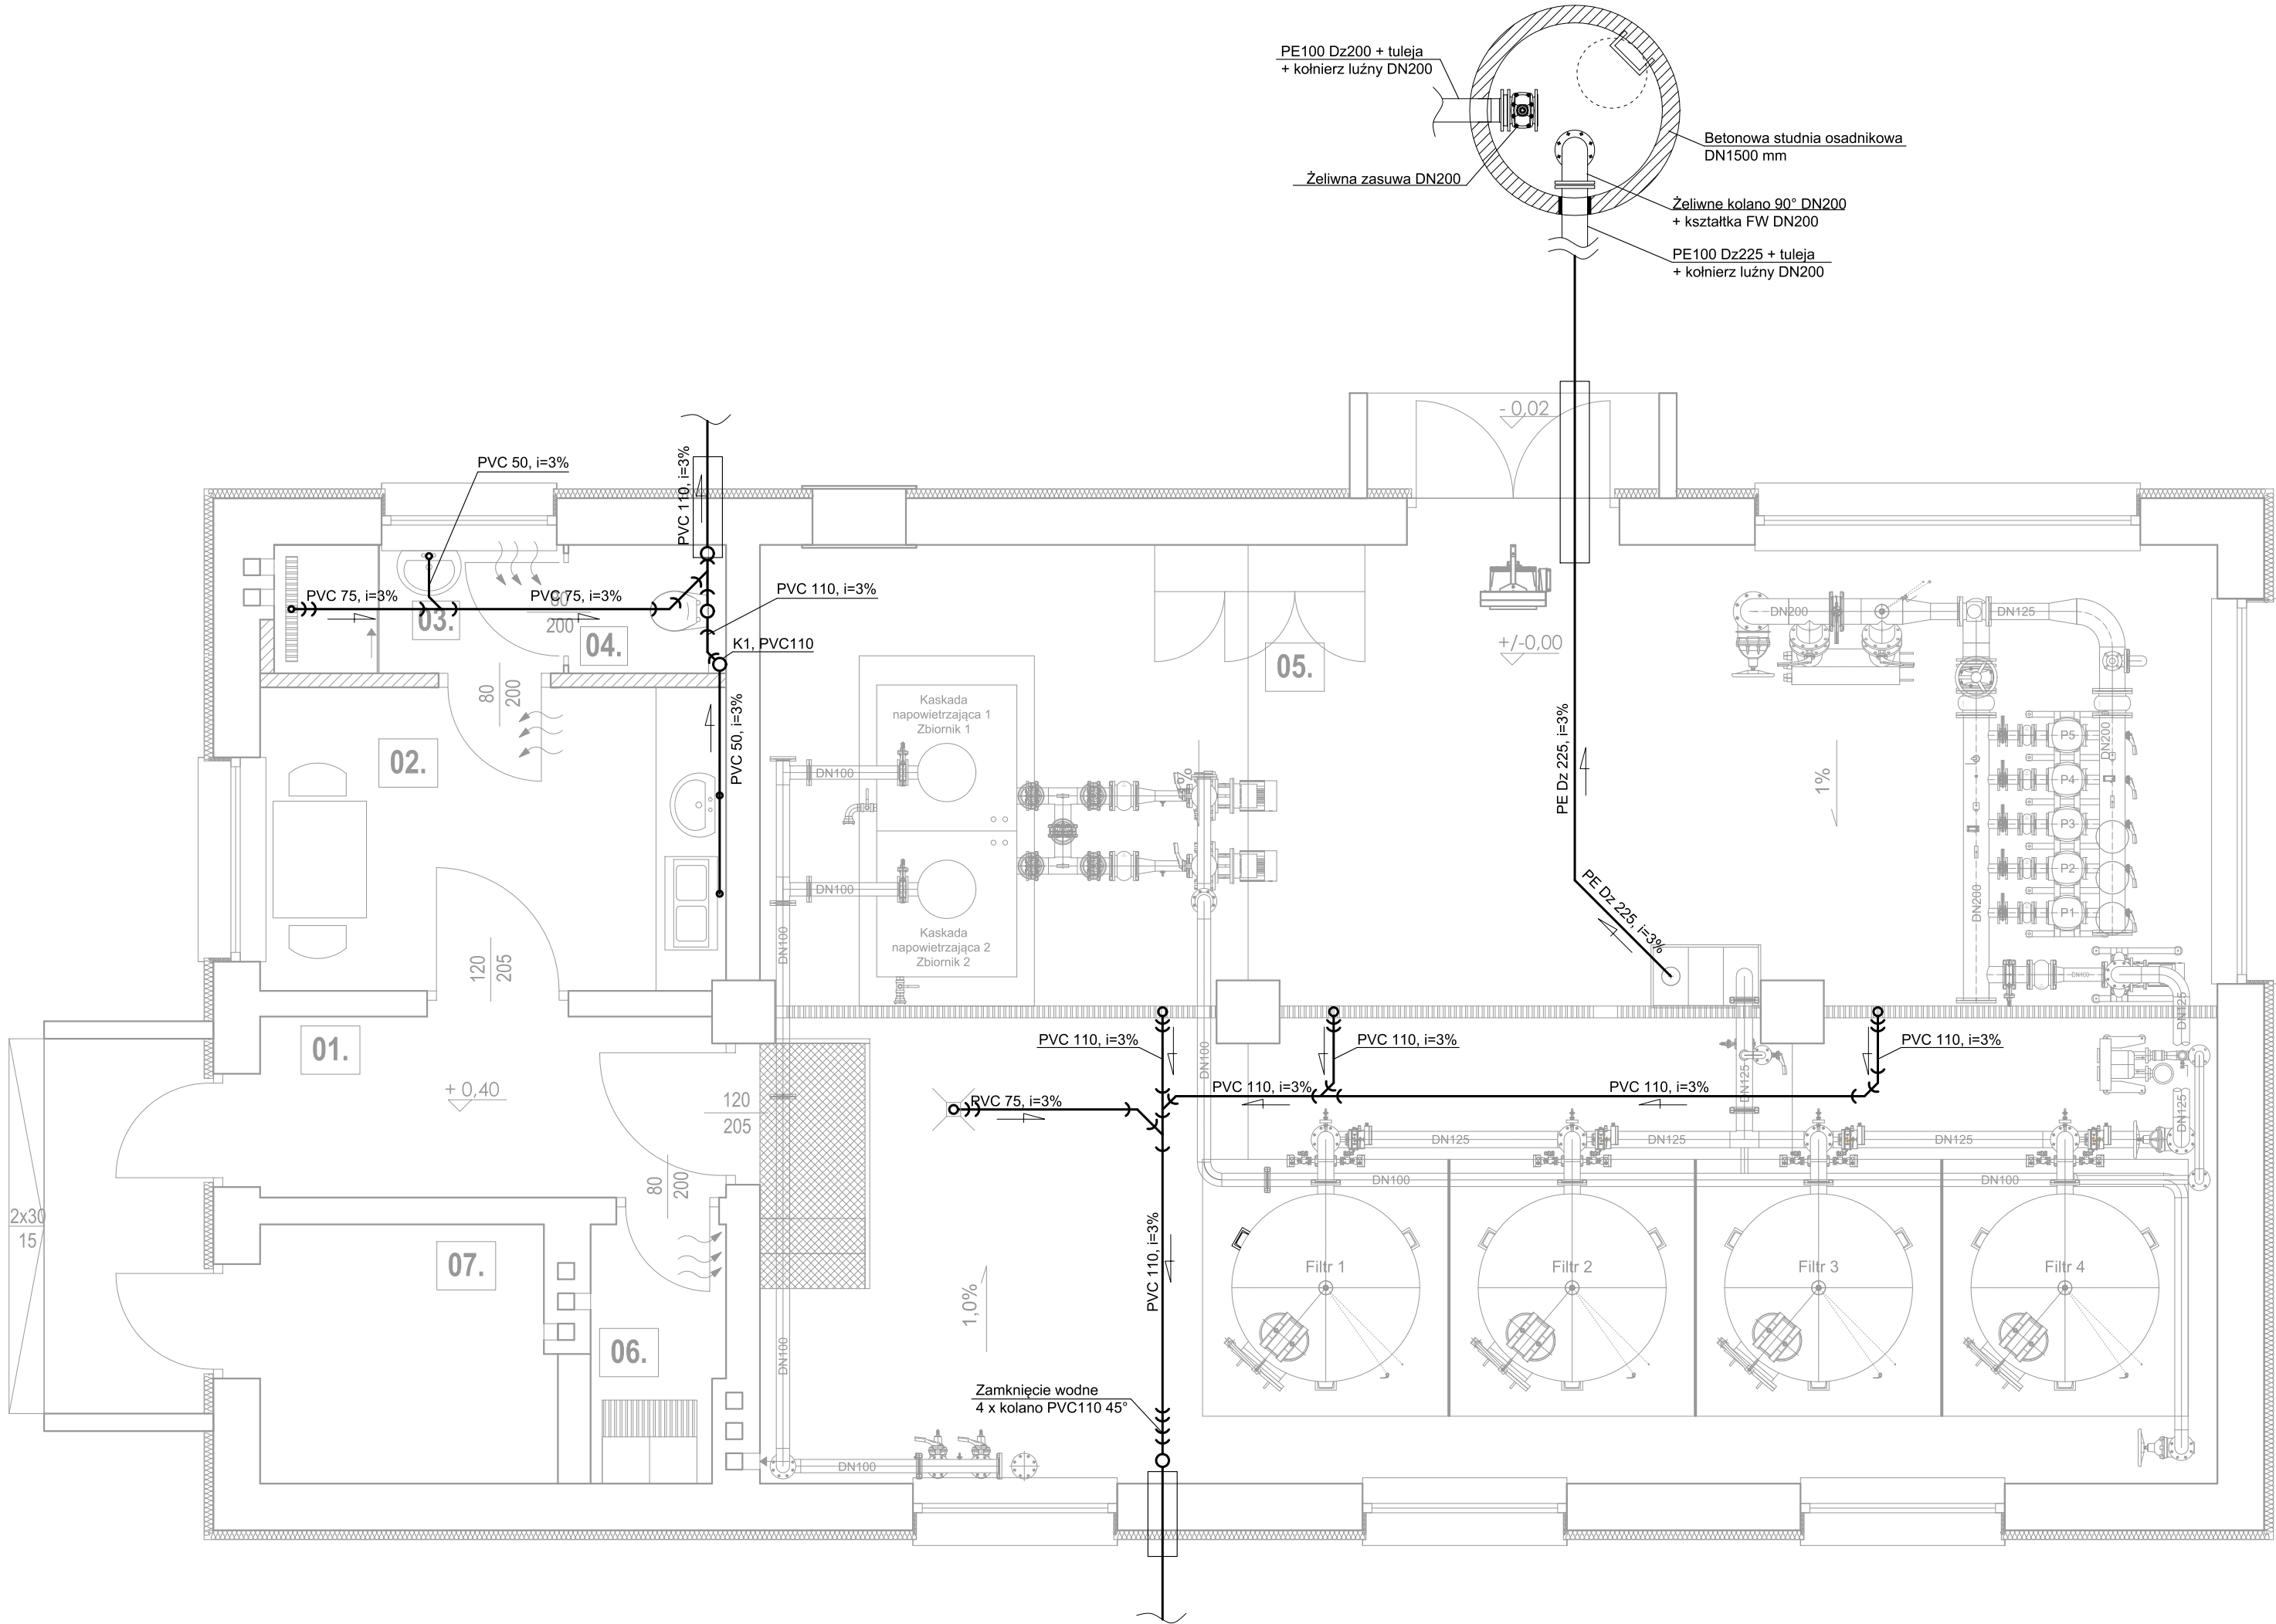 PE100 Dz200 + tuleja
+ kołnierz luźny DN200
Betonowa studnia osadnikowa
DN1500 mm
Żeliwna zasuwa DN200
Żeliwne kolano 90° DN200
+ kształtka FW DN200
PE100 Dz225 + tuleja
+ kołnierz luźny DN200
- 0,02
PVC 50, i=3%
PVC 110, i=3%
PVC 75, i=3%
PVC 75, i=3%
80
200
03.
04.
PVC 110, i=3%
K1, PVC110
+/-0,00
05.
DN200
DN125
80
200
PVC 50, i=3%
02.
Kaskada
napowietrzająca 1
Zbiornik 1
DN100
DN100
Kaskada
napowietrzająca 2
Zbiornik 2
DN100
PE Dz 225, i=3%
PE Dz 225, i=3%
1%
DN200
DN200
P5
P4
P3
P2
P1
DN100
DN125
120
205
01.
+ 0,40
120
205
PVC 110, i=3%
PVC 110, i=3%
PVC 110, i=3%
PVC 75, i=3%
PVC 110, i=3%
PVC 110, i=3%
DN100
DN125
DN125
DN125
DN125
DN125
DN100
DN100
80
200
2x30
15
07.
06.
PVC 110, i=3%
1,0%
Filtr 1
Filtr 2
Filtr 3
Filtr 4
DN100
Zamknięcie wodne
4 x kolano PVC110 45°
DN100